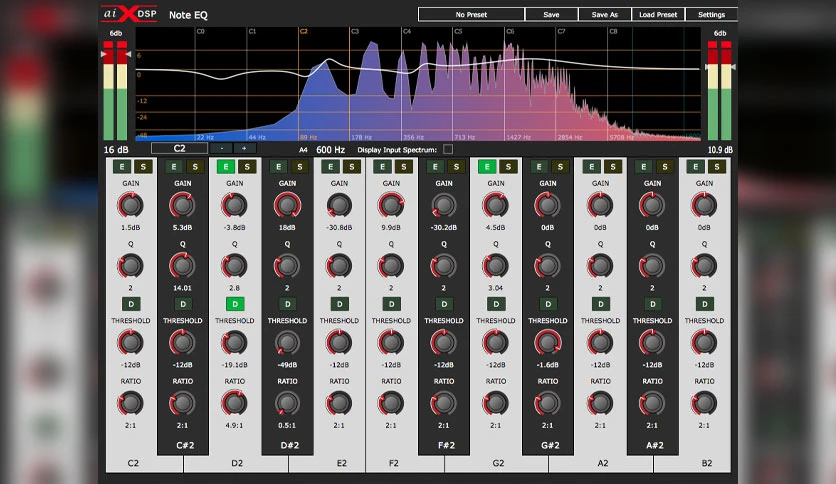 aiXDSP Note EQ No Preset Save Save As Load Preset Settings
6dB C0 C1 C2 C3 C4 C5 C6 C7 C8 6dB
6
0
-12
-24
-48
22 Hz 44 Hz 89 Hz 178 Hz 356 Hz 713 Hz 1427 Hz 2854 Hz 5708 Hz
16 dB C2 - + A4 600 Hz Display Input Spectrum: 10.9 dB
E S E S E S E S E S E S E S E S E S E S E S E S
GAIN GAIN GAIN GAIN GAIN GAIN GAIN GAIN GAIN GAIN GAIN GAIN
1.5dB 5.3dB -3.8dB 18dB -30.8dB 9.9dB -30.2dB 4.5dB 0dB 0dB 0dB 0dB
Q Q Q Q Q Q Q Q Q Q Q Q
2 14.01 2.8 2 2 2 2 3.04 2 2 2 2
D D D D D D D D D D D D
THRESHOLD THRESHOLD THRESHOLD THRESHOLD THRESHOLD THRESHOLD THRESHOLD THRESHOLD THRESHOLD THRESHOLD THRESHOLD THRESHOLD
-12dB -12dB -19.1dB -49dB -12dB -12dB -12dB -12dB -1.6dB -12dB -12dB -12dB
RATIO RATIO RATIO RATIO RATIO RATIO RATIO RATIO RATIO RATIO RATIO RATIO
2:1 2:1 4.9:1 0.5:1 2:1 2:1 2:1 2:1 2:1 2:1 2:1 2:1
C#2 D#2 F#2 G#2 A#2
C2 D2 E2 F2 G2 A2 B2